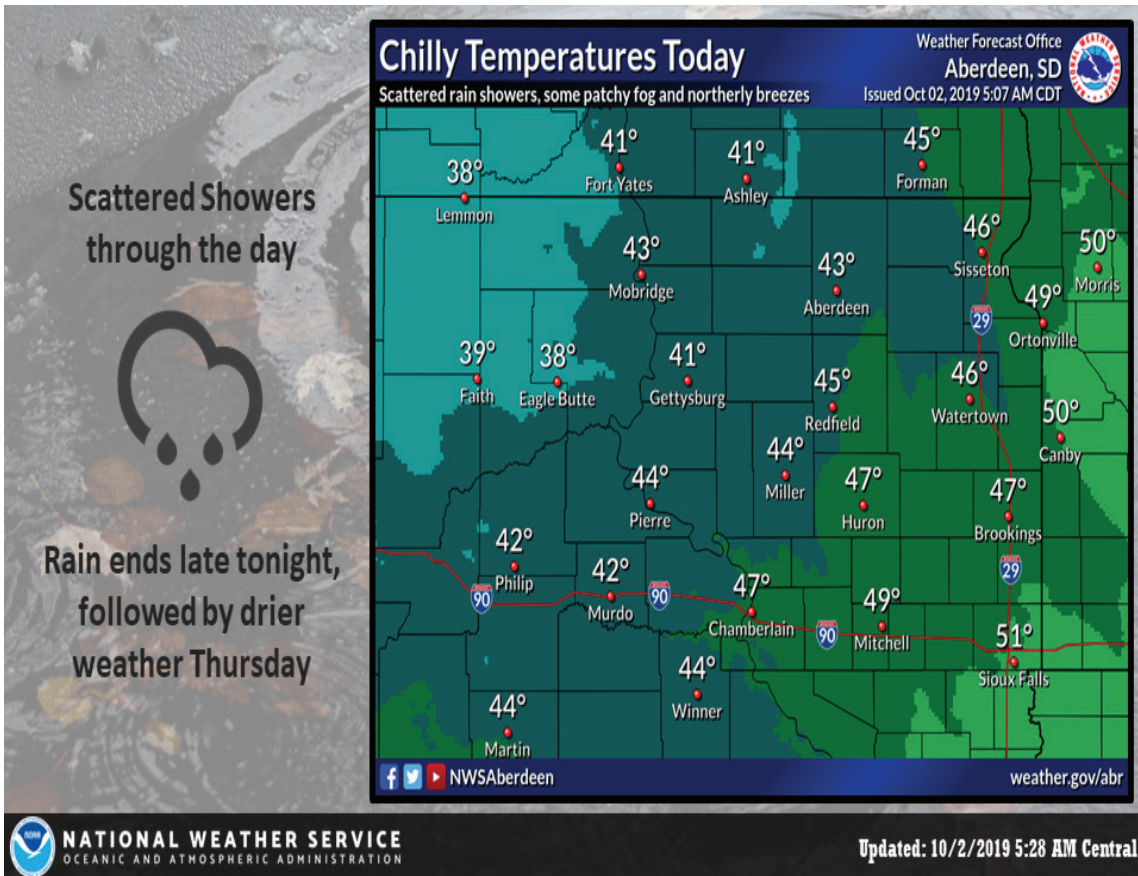 Scattered Showers
through the day
Rain ends late tonight,
followed by drier
weather Thursday
Chilly Temperatures Today
Scattered rain showers, some patchy fog and northerly breezes
Weather Forecast Office
Aberdeen, SD
Issued Oct 02, 2019 5:07 AM CDT
NATIONAL WEATHER SERVICE
38°
Lemmon
41°
Fort Yates
41°
Ashley
45°
Forman
43°
Mobridge
43°
Aberdeen
46°
Sisseton
50°
Morris
49°
Ortonville
29
39°
Faith
38°
Eagle Butte
41°
Gettysburg
45°
Redfield
46°
Watertown
50°
Canby
44°
Pierre
44°
Miller
47°
Huron
47°
Brookings
29
42°
Philip
90
42°
Murdo
90
47°
Chamberlain
90
49°
Mitchell
51°
Sioux Falls
44°
Winner
44°
Martin
NWSAberdeen
weather.gov/abr
NOAA
NATIONAL WEATHER SERVICE
OCEANIC AND ATMOSPHERIC ADMINISTRATION
Updated: 10/2/2019 5:28 AM Central